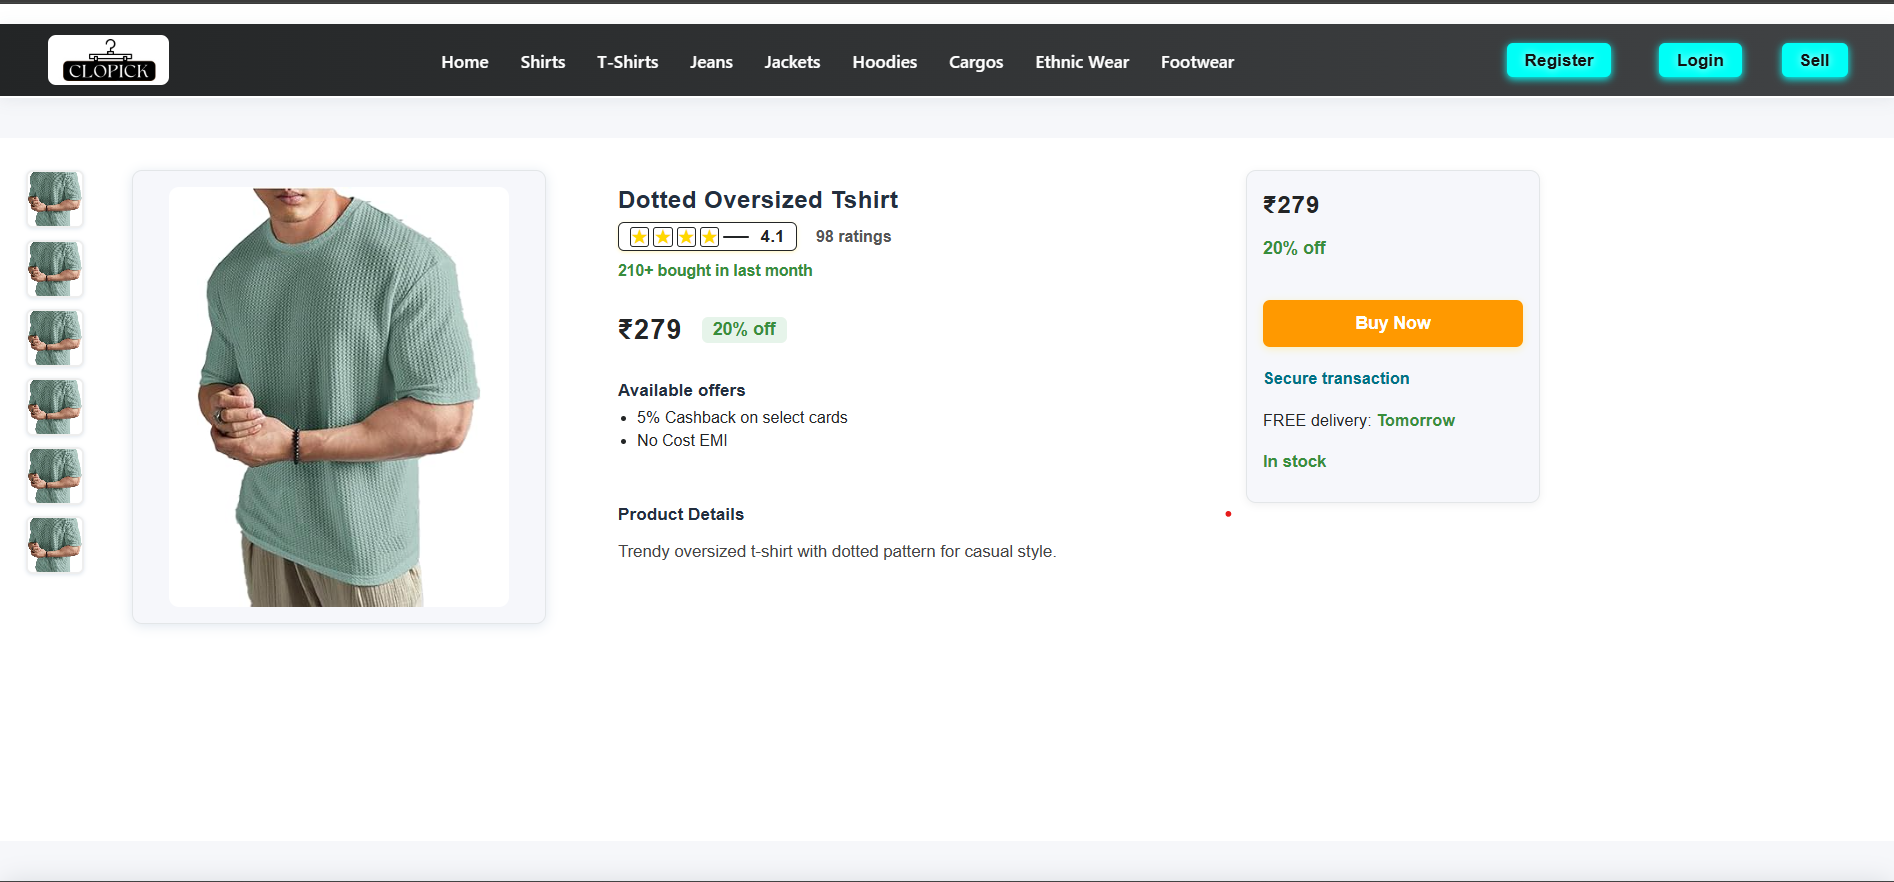 CLOPICK
Home Shirts T-Shirts Jeans Jackets Hoodies Cargos Ethnic Wear Footwear
Register Login Sell
Dotted Oversized Tshirt
4.1 98 ratings
210+ bought in last month
₹279 20% off
Available offers
• 5% Cashback on select cards
• No Cost EMI
Product Details
Trendy oversized t-shirt with dotted pattern for casual style.
₹279
20% off
Buy Now
Secure transaction
FREE delivery: Tomorrow
In stock